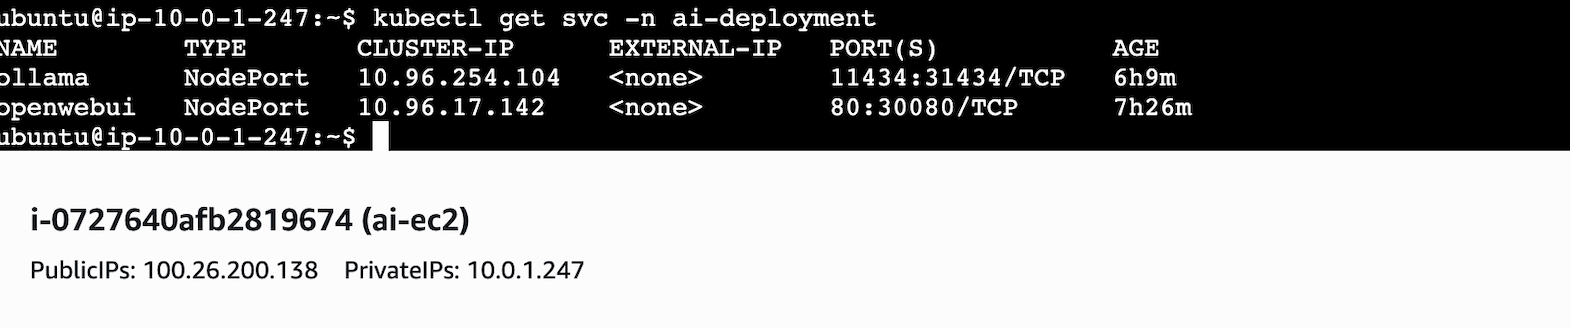 ubuntu@ip-10-0-1-247:~$ kubectl get svc -n ai-deployment
NAME TYPE CLUSTER-IP EXTERNAL-IP PORT(S) AGE
ollama NodePort 10.96.254.104 <none> 11434:31434/TCP 6h9m
openwebui NodePort 10.96.17.142 <none> 80:30080/TCP 7h26m
ubuntu@ip-10-0-1-247:~$
i-0727640afb2819674 (ai-ec2)
PublicIPs: 100.26.200.138 PrivateIPs: 10.0.1.247